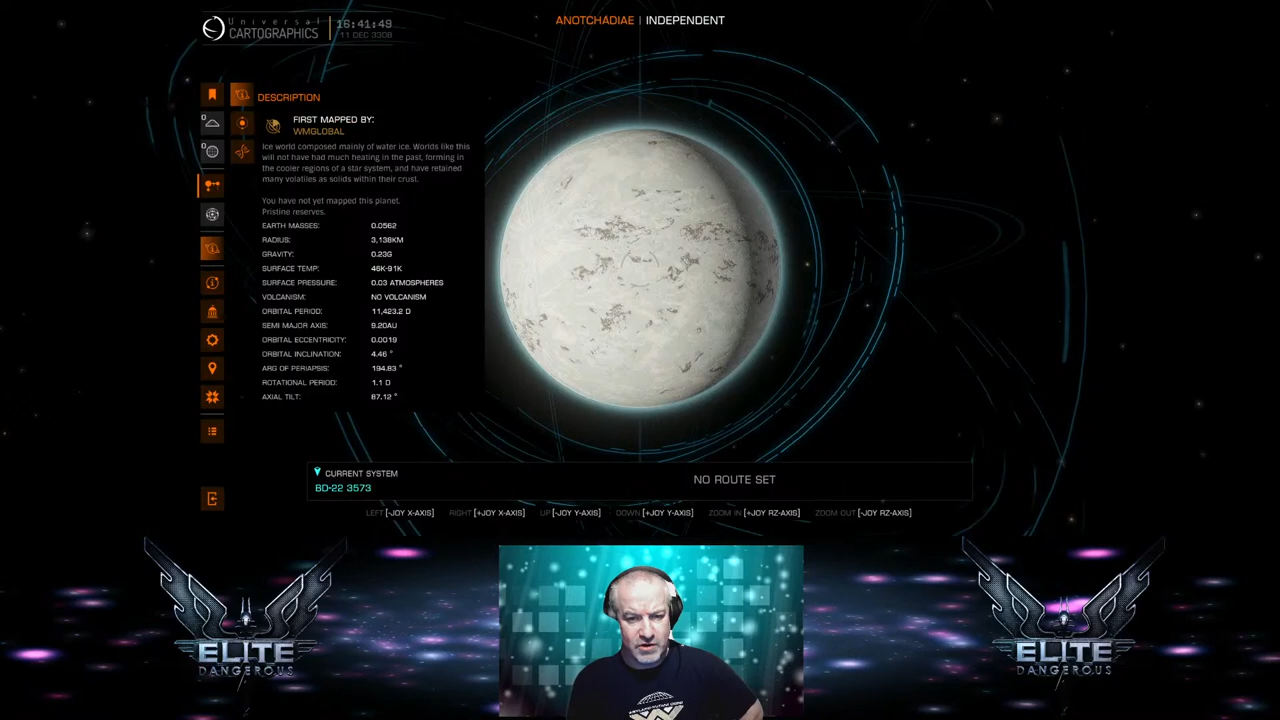 Universal
CARTOGRAPHICS
16:41:49
11 DEC 3308
ANOTCHADIAE | INDEPENDENT
DESCRIPTION
FIRST MAPPED BY:
WMGLOBAL
Ice world composed mainly of water ice. Worlds like this
will not have had much heating in the past, forming in
the cooler regions of a star system, and have retained
many volatiles as solids within their crust.
You have not yet mapped this planet.
Pristine reserves.
EARTH MASSES: 0.0562
RADIUS: 3,136KM
GRAVITY: 0.23G
SURFACE TEMP: 46K-91K
SURFACE PRESSURE: 0.03 ATMOSPHERES
VOLCANISM: NO VOLCANISM
ORBITAL PERIOD: 11,423.2 D
SEMI MAJOR AXIS: 9.20AU
ORBITAL ECCENTRICITY: 0.0019
ORBITAL INCLINATION: 4.46 °
ARG OF PERIAPSIS: 194.83 °
ROTATIONAL PERIOD: 1.1 D
AXIAL TILT: 87.12 °
0
0
CURRENT SYSTEM
BD-22 3573
NO ROUTE SET
LEFT [-JOY X-AXIS] RIGHT [+JOY X-AXIS] UP [-JOY Y-AXIS] DOWN [+JOY Y-AXIS] ZOOM IN [+JOY RZ-AXIS] ZOOM OUT [-JOY RZ-AXIS]
ELITE
DANGEROUS
ELITE
DANGEROUS